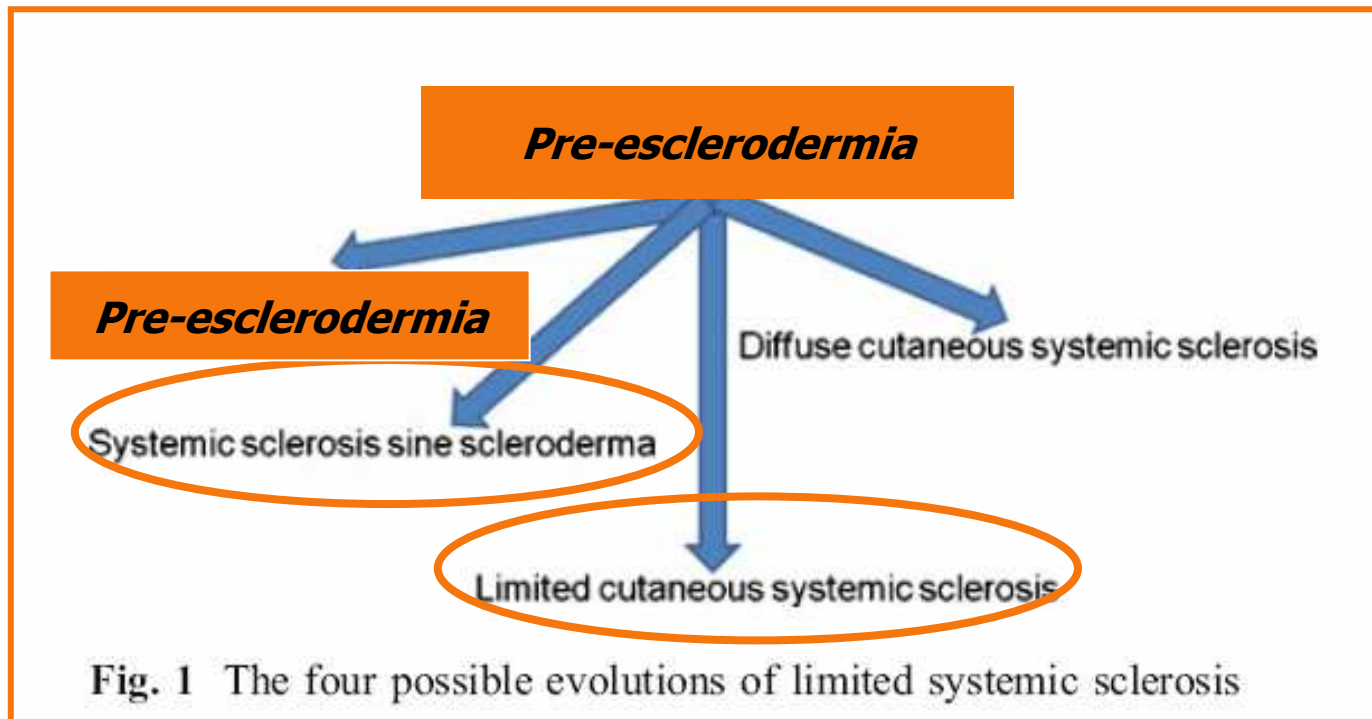 Pre-esclerodermia
Pre-esclerodermia
Diffuse cutaneous systemic sclerosis
Systemic sclerosis sine scleroderma
Limited cutaneous systemic sclerosis
Fig. 1 The four possible evolutions of limited systemic sclerosis